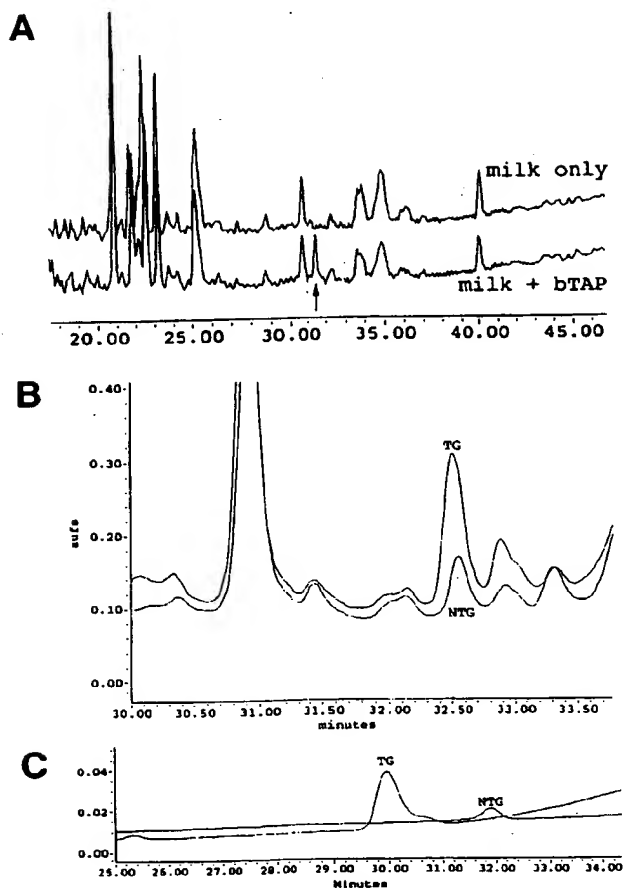 A
milk only
milk + bTAP
20.00 25.00 30.00 35.00 40.00 45.00
B
0.40
0.30
0.20
0.10
0.00
aufs
TG
NTG
30.00 30.50 31.00 31.50 32.00 32.50 33.00 33.50
minutes
C
0.04
0.02
0.00
TG
NTG
25.00 26.00 27.00 28.00 29.00 30.00 31.00 32.00 33.00 34.00
Minutes